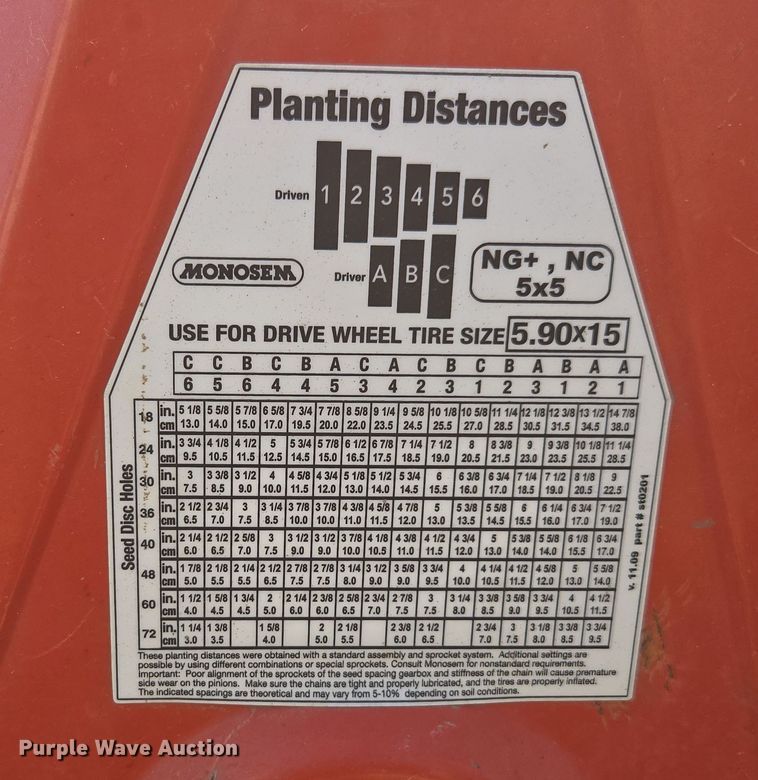 Planting Distances
Driven 1 2 3 4 5 6
MONOSEM
Driver A B C
NG+ , NC
5x5
USE FOR DRIVE WHEEL TIRE SIZE 5.90x15
C C B C B A C A C B C B A B A A
6 5 6 4 4 5 3 4 2 3 1 2 3 1 2 1
Seed Disc Holes
18 in. 5 1/8 5 5/8 5 7/8 6 5/8 7 3/4 7 7/8 8 5/8 9 1/4 9 5/8 10 1/8 10 5/8 11 1/4 12 1/8 12 3/8 13 1/2 14 7/8
cm 13.0 14.0 15.0 17.0 19.5 20.0 22.0 23.5 24.5 25.5 27.0 28.5 30.5 31.5 34.5 38.0
24 in. 3 3/4 4 1/8 4 1/2 5 5 3/4 5 7/8 6 1/2 6 7/8 7 1/4 7 1/2 8 8 3/8 9 9 3/8 10 1/8 11 1/4
cm 9.5 10.5 11.5 12.5 14.5 15.0 16.5 17.5 18.5 19.0 20.5 21.5 23.0 23.5 25.5 28.5
30 in. 3 3 3/8 3 1/2 4 4 5/8 4 3/4 5 1/8 5 1/2 5 3/4 6 6 3/8 6 3/4 7 1/4 7 1/2 8 1/8 9
cm 7.5 8.5 9.0 10.0 11.5 12.0 13.0 14.0 14.5 15.5 16.0 17.0 18.5 19.0 20.5 22.5
36 in. 2 1/2 2 3/4 3 3 1/4 3 7/8 3 7/8 4 3/8 4 5/8 4 7/8 5 5 3/8 5 5/8 6 6 1/4 6 3/4 7 1/2
cm 6.5 7.0 7.5 8.5 10.0 10.0 11.0 11.5 12.0 13.0 13.5 14.5 15.5 16.0 17.0 19.0
40 in. 2 1/4 2 1/2 2 5/8 3 3 1/2 3 1/2 3 7/8 4 1/8 4 3/8 4 1/2 4 3/4 5 5 3/8 5 5/8 6 1/8 6 3/4
cm 6.0 6.5 7.0 7.5 9.0 9.0 10.0 10.5 11.0 11.5 12.0 13.0 14.0 14.0 15.5 17.0
48 in. 1 7/8 2 1/8 2 1/4 2 1/2 2 7/8 2 7/8 3 1/4 3 1/2 3 5/8 3 3/4 4 4 1/4 4 1/2 4 5/8 5 5 5/8
cm 5.0 5.5 5.5 6.5 7.5 7.5 8.0 9.0 9.0 9.5 10.0 10.5 11.5 12.0 13.0 14.0
60 in. 1 1/2 1 5/8 1 3/4 2 2 1/4 2 3/8 2 5/8 2 3/4 2 7/8 3 3 1/4 3 3/8 3 5/8 3 3/4 4 4 1/2
cm 4.0 4.5 4.5 5.0 6.0 6.0 6.5 7.0 7.5 7.5 8.0 8.5 9.0 9.5 10.5 11.5
72 in. 1 1/4 1 3/8 1 5/8 2 2 1/8 2 3/8 2 1/2 2 3/4 3 3 1/8 3 3/8 3 3/4
cm 3.0 3.5 4.0 5.0 5.5 6.0 6.5 7.0 7.5 8.0 8.5 9.5
v. 11.09 part # st0201
These planting distances were obtained with a standard assembly and sprocket system. Additional settings are
possible by using different combinations or special sprockets. Consult Monosem for nonstandard requirements.
Important: Poor alignment of the sprockets of the seed spacing gearbox and stiffness of the chain will cause premature
side wear on the pinions. Make sure the chains are tight and properly lubricated, and the tires are properly inflated.
The indicated spacings are theoretical and may vary from 5-10% depending on soil conditions.
Purple Wave Auction